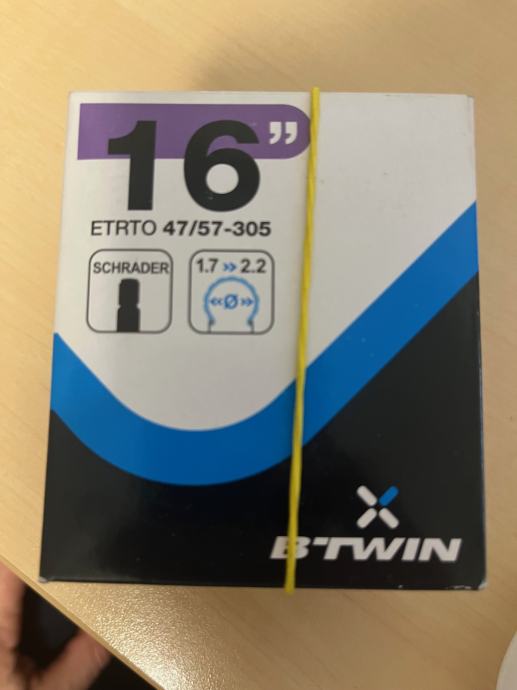 16”
ETRTO 47/57-305
SCHRADER
1.7 » 2.2
«Ø»
B'TWIN